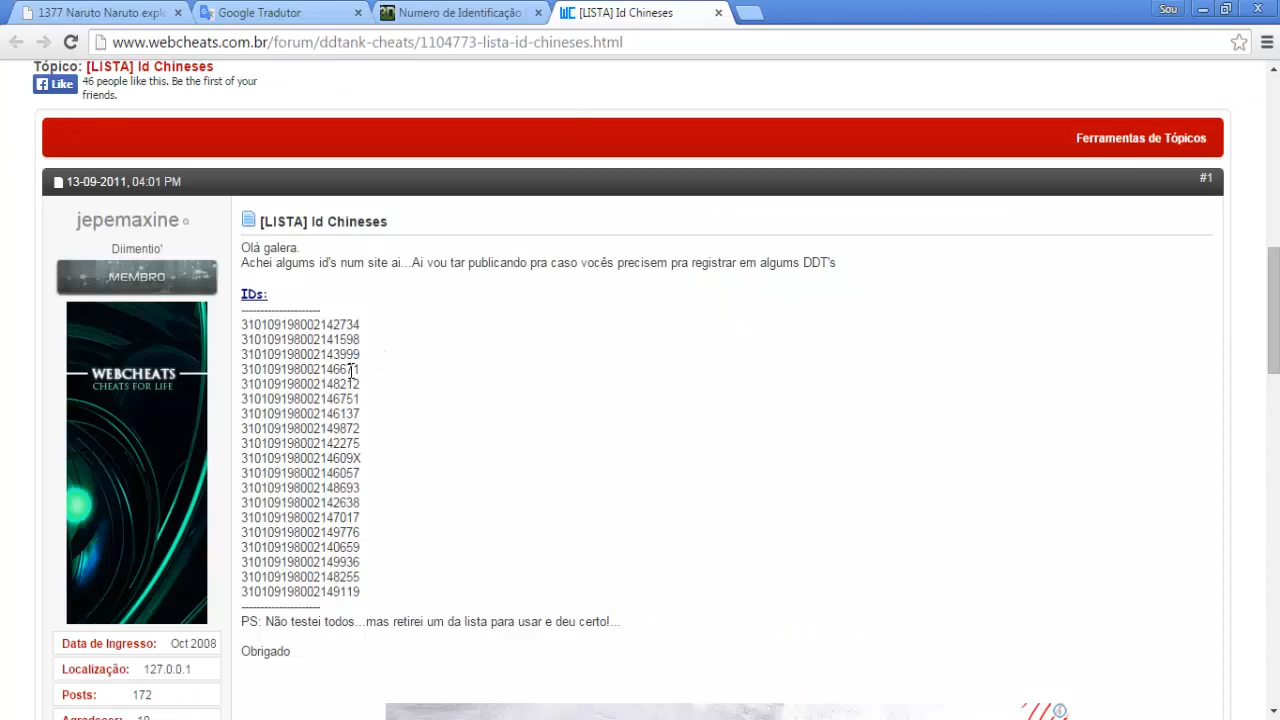 1377 Naruto Naruto expl
Google Tradutor
Numero de Identificação
[LISTA] Id Chineses
Sou
www.webcheats.com.br/forum/ddtank-cheats/1104773-lista-id-chineses.html
Tópico: [LISTA] Id Chineses
Like
46 people like this. Be the first of your
friends.
Ferramentas de Tópicos
13-09-2011, 04:01 PM
#1
jepemaxine
Diimentio'
MEMBRO
WEBCHEATS
CHEATS FOR LIFE
Data de Ingresso: Oct 2008
Localização: 127.0.0.1
Posts: 172
Agradecer: 19
[LISTA] Id Chineses
Olá galera.
Achei algums id's num site ai...Ai vou tar publicando pra caso vocês precisem pra registrar em algums DDT's
IDs:
---------------------
310109198002142734
310109198002141598
310109198002143999
310109198002146671
310109198002148212
310109198002146751
310109198002146137
310109198002149872
310109198002142275
31010919800214609X
310109198002146057
310109198002148693
310109198002142638
310109198002147017
310109198002149776
310109198002140659
310109198002149936
310109198002148255
310109198002149119
---------------------
PS: Não testei todos...mas retirei um da lista para usar e deu certo!...
Obrigado